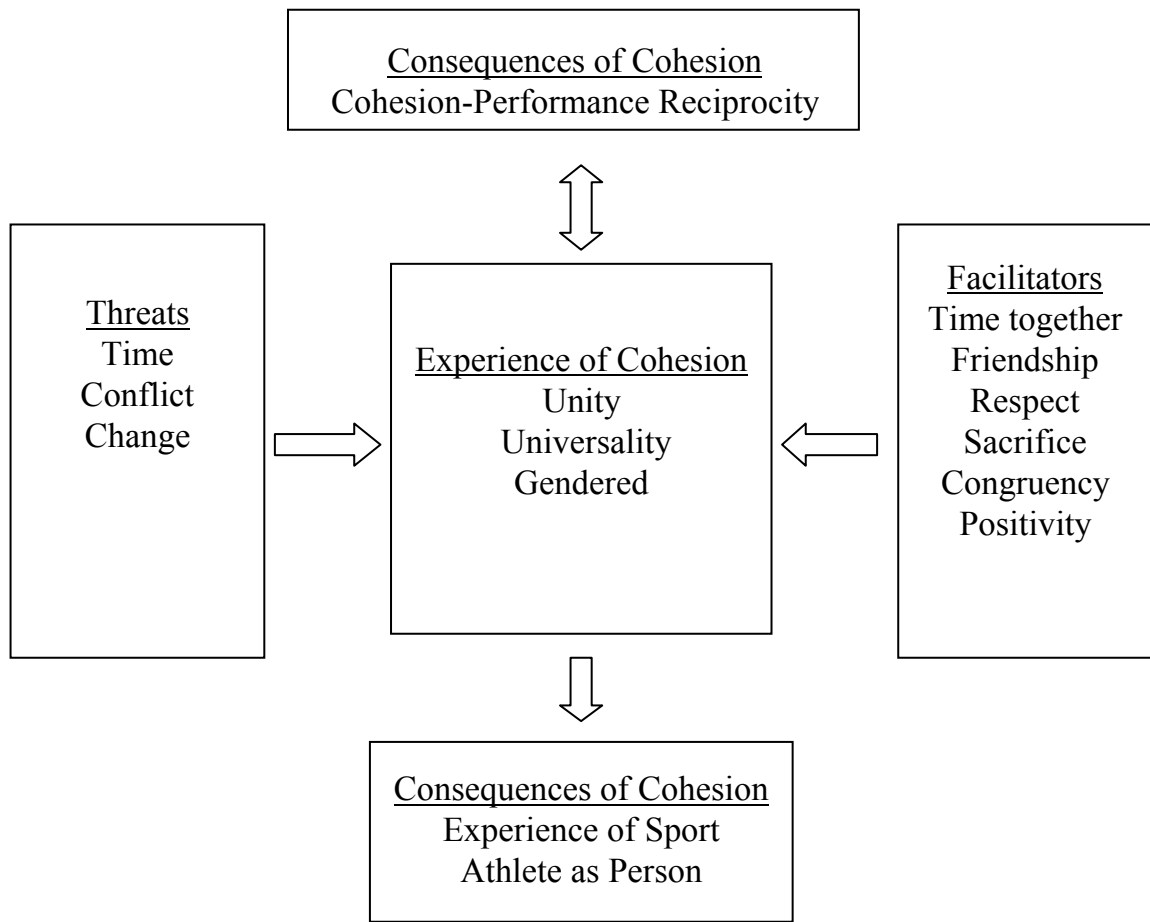 Consequences of Cohesion
Cohesion-Performance Reciprocity
Threats
Time
Conflict
Change
Experience of Cohesion
Unity
Universality
Gendered
Facilitators
Time together
Friendship
Respect
Sacrifice
Congruency
Positivity
Consequences of Cohesion
Experience of Sport
Athlete as Person